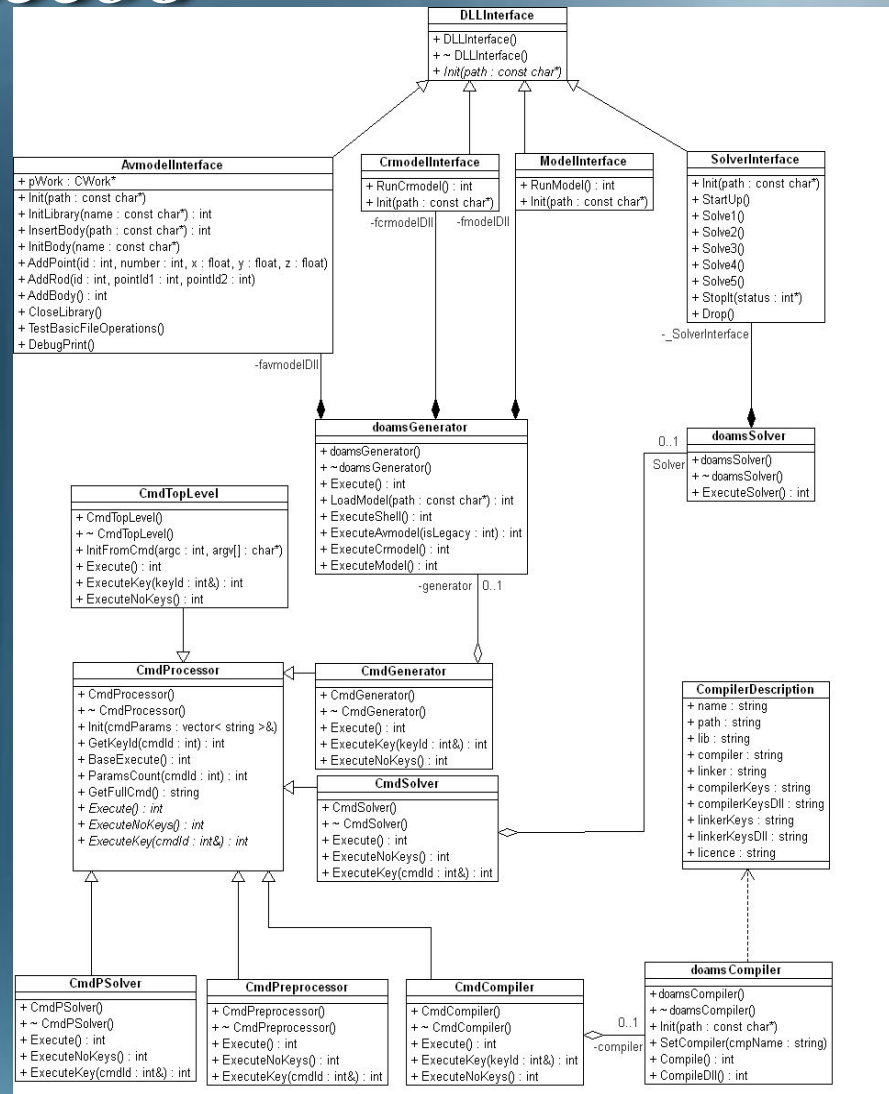 DLLInterface
+ DLLInterface()
+ ~ DLLInterface()
+ Init(path : const char*)
AvmodelInterface
+ pWork : CWork*
+ Init(path : const char*)
+ InitLibrary(name : const char*) : int
+ InsertBody(path : const char*) : int
+ InitBody(name : const char*)
+ AddPoint(id : int, number : int, x : float, y : float, z : float)
+ AddRod(id : int, pointId1 : int, pointId2 : int)
+ AddBody() : int
+ CloseLibrary()
+ TestBasicFileOperations()
+ DebugPrint()
-favmodelDll
CrmodelInterface
+ RunCrmodel() : int
+ Init(path : const char*)
-fcrmodelDll
ModelInterface
+ RunModel() : int
+ Init(path : const char*)
-fmodelDll
SolverInterface
+ Init(path : const char*)
+ StartUp()
+ Solve1()
+ Solve2()
+ Solve3()
+ Solve4()
+ Solve5()
+ StopIt(status : int*)
+ Drop()
-_SolverInterface
doamsGenerator
+ doamsGenerator()
+ ~doamsGenerator()
+ Execute() : int
+ LoadModel(path : const char*) : int
+ ExecuteShell() : int
+ ExecuteAvmodel(isLegacy : int) : int
+ ExecuteCrmodel() : int
+ ExecuteModel() : int
-generator 0..1
doamsSolver
+doamsSolver()
+ ~ doamsSolver()
+ ExecuteSolver() : int
0..1
Solver
CmdTopLevel
+ CmdTopLevel()
+ ~ CmdTopLevel()
+ InitFromCmd(argc : int, argv[] : char*)
+ Execute() : int
+ ExecuteKey(keyId : int&) : int
+ ExecuteNoKeys() : int
CmdProcessor
+ CmdProcessor()
+ ~ CmdProcessor()
+ Init(cmdParams : vector< string >&)
+ GetKeyId(cmdId : int) : int
+ BaseExecute() : int
+ ParamsCount(cmdId : int) : int
+ GetFullCmd() : string
+ Execute() : int
+ ExecuteNoKeys() : int
+ ExecuteKey(cmdId : int&) : int
CmdGenerator
+ CmdGenerator()
+ ~ CmdGenerator()
+ Execute() : int
+ ExecuteKey(keyId : int&) : int
+ ExecuteNoKeys() : int
CmdSolver
+ CmdSolver()
+ ~ CmdSolver()
+ Execute() : int
+ ExecuteNoKeys() : int
+ ExecuteKey(cmdId : int&) : int
CompilerDescription
+ name : string
+ path : string
+ lib : string
+ compiler : string
+ linker : string
+ compilerKeys : string
+ compilerKeysDll : string
+ linkerKeys : string
+ linkerKeysDll : string
+ licence : string
CmdPSolver
+ CmdPSolver()
+ ~ CmdPSolver()
+ Execute() : int
+ ExecuteNoKeys() : int
+ ExecuteKey(cmdId : int&) : int
CmdPreprocessor
+ CmdPreprocessor()
+ ~ CmdPreprocessor()
+ Execute() : int
+ ExecuteNoKeys() : int
+ ExecuteKey(cmdId : int&) : int
CmdCompiler
+ CmdCompiler()
+ ~ CmdCompiler()
+ Execute() : int
+ ExecuteKey(keyId : int&) : int
+ ExecuteNoKeys() : int
0..1
-compiler
doamsCompiler
+doamsCompiler()
+ ~doamsCompiler()
+ Init(path : const char*)
+ SetCompiler(cmpName : string)
+ Compile() : int
+ CompileDll() : int